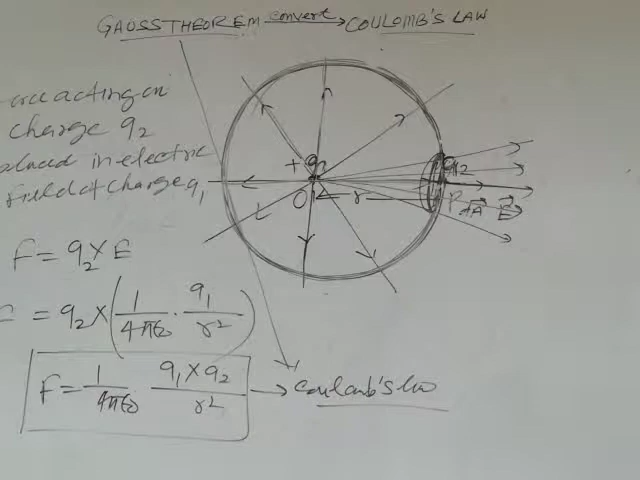 GAUSS THEOREM convert COULOMB'S LAW
acting on
charge q2
placed in electric
field of charge q1
F = q2 × E
= q2 × (1/4πε0 · q1/r²)
F = 1/4πε0 q1 × q2/r² → Coulomb's law
+q1
O
r
q2
P
dA E